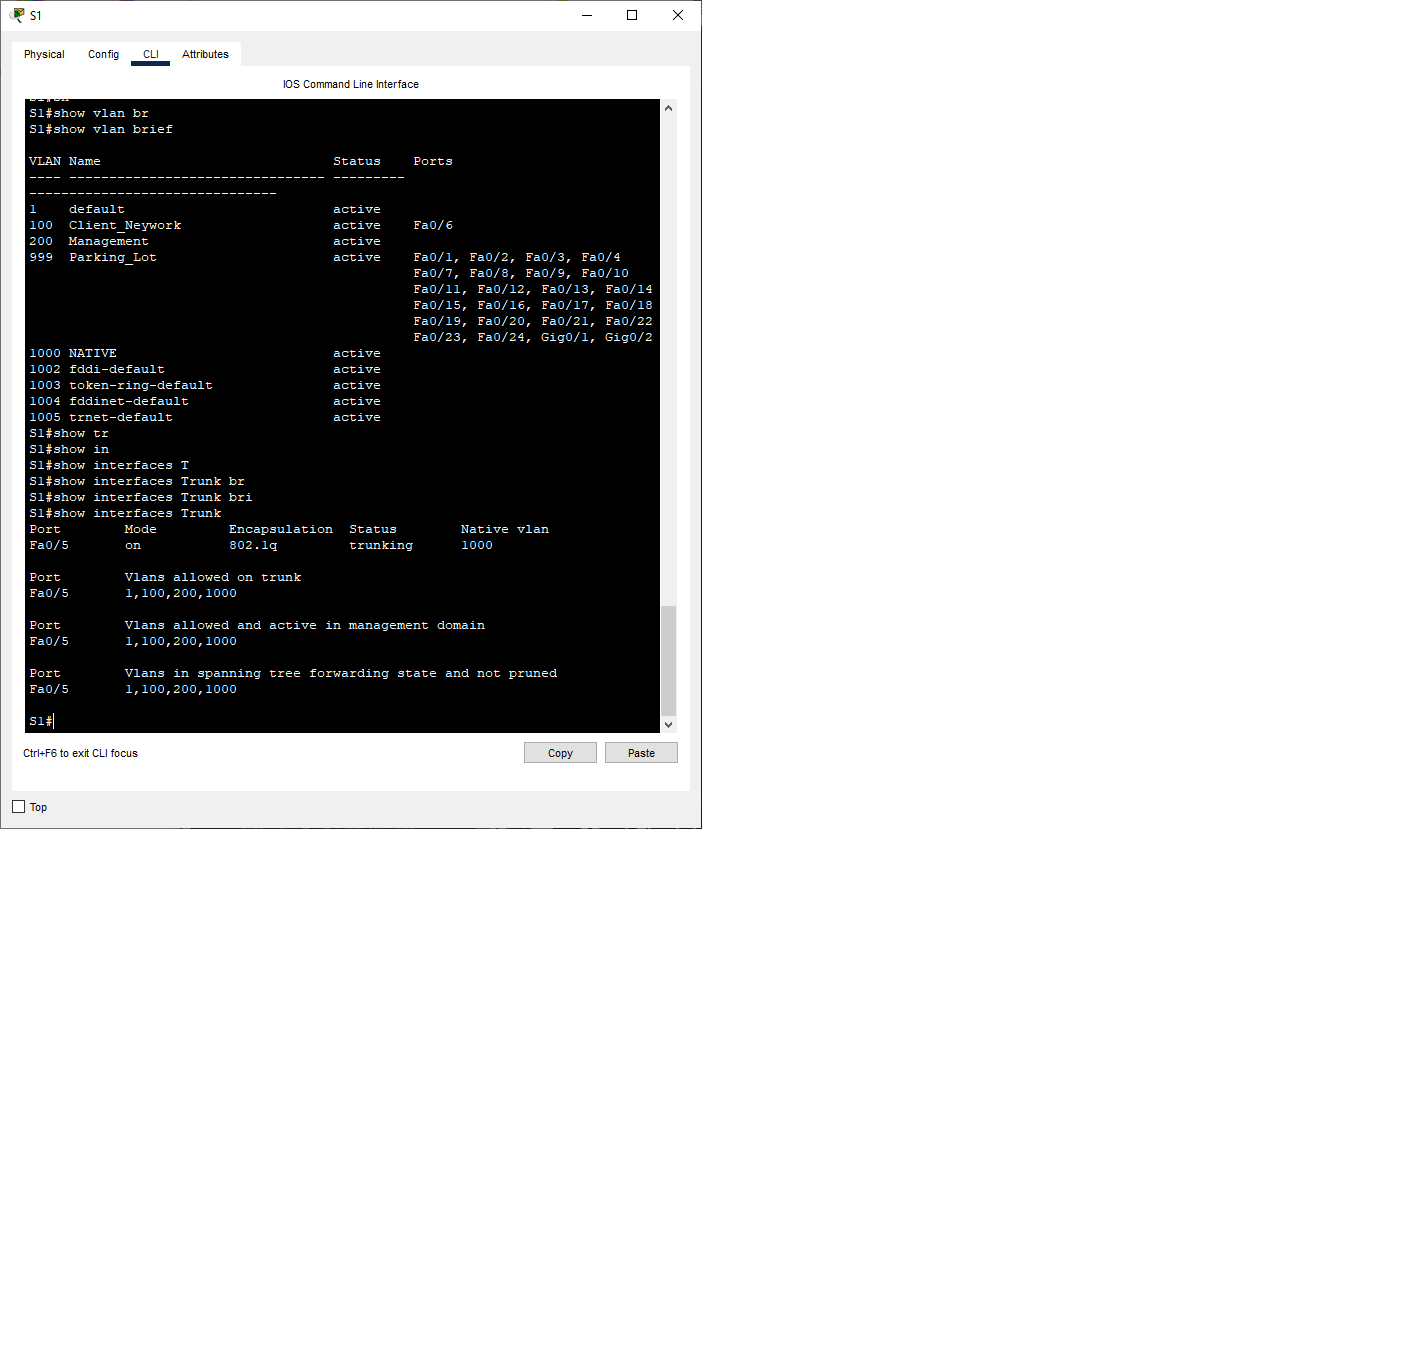 S1
Physical Config CLI Attributes
IOS Command Line Interface
S1#show vlan br
S1#show vlan brief
VLAN Name Status Ports
---- -------------------------------- ---------
-------------------------------
1 default active
100 Client_Neywork active Fa0/6
200 Management active
999 Parking_Lot active Fa0/1, Fa0/2, Fa0/3, Fa0/4
Fa0/7, Fa0/8, Fa0/9, Fa0/10
Fa0/11, Fa0/12, Fa0/13, Fa0/14
Fa0/15, Fa0/16, Fa0/17, Fa0/18
Fa0/19, Fa0/20, Fa0/21, Fa0/22
Fa0/23, Fa0/24, Gig0/1, Gig0/2
1000 NATIVE active
1002 fddi-default active
1003 token-ring-default active
1004 fddinet-default active
1005 trnet-default active
S1#show tr
S1#show in
S1#show interfaces T
S1#show interfaces Trunk br
S1#show interfaces Trunk bri
S1#show interfaces Trunk
Port Mode Encapsulation Status Native vlan
Fa0/5 on 802.1q trunking 1000
Port Vlans allowed on trunk
Fa0/5 1,100,200,1000
Port Vlans allowed and active in management domain
Fa0/5 1,100,200,1000
Port Vlans in spanning tree forwarding state and not pruned
Fa0/5 1,100,200,1000
S1#
Ctrl+F6 to exit CLI focus
Copy Paste
Top